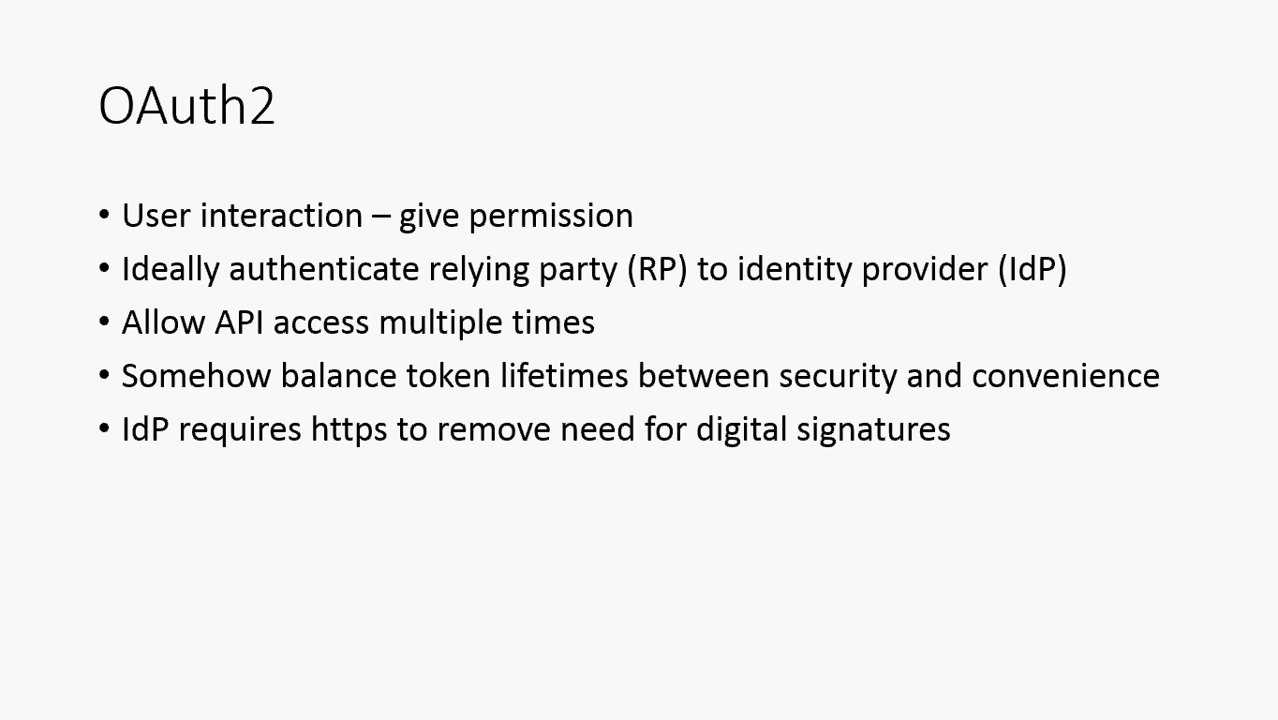 OAuth2
• User interaction – give permission
• Ideally authenticate relying party (RP) to identity provider (IdP)
• Allow API access multiple times
• Somehow balance token lifetimes between security and convenience
• IdP requires https to remove need for digital signatures